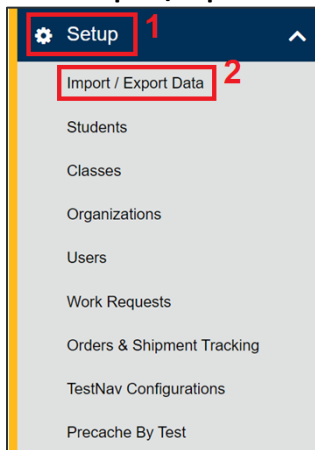 Setup 1
Import / Export Data 2
Students
Classes
Organizations
Users
Work Requests
Orders & Shipment Tracking
TestNav Configurations
Precache By Test